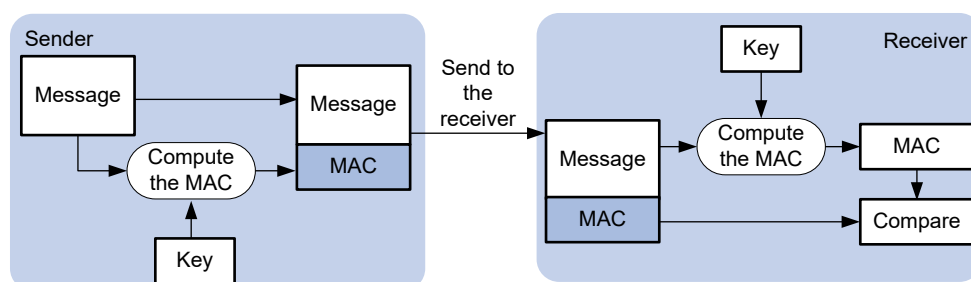 Sender
Message
Compute
the MAC
Key
Message
MAC
Send to
the
receiver
Receiver
Key
Message
MAC
Compute
the MAC
MAC
Compare